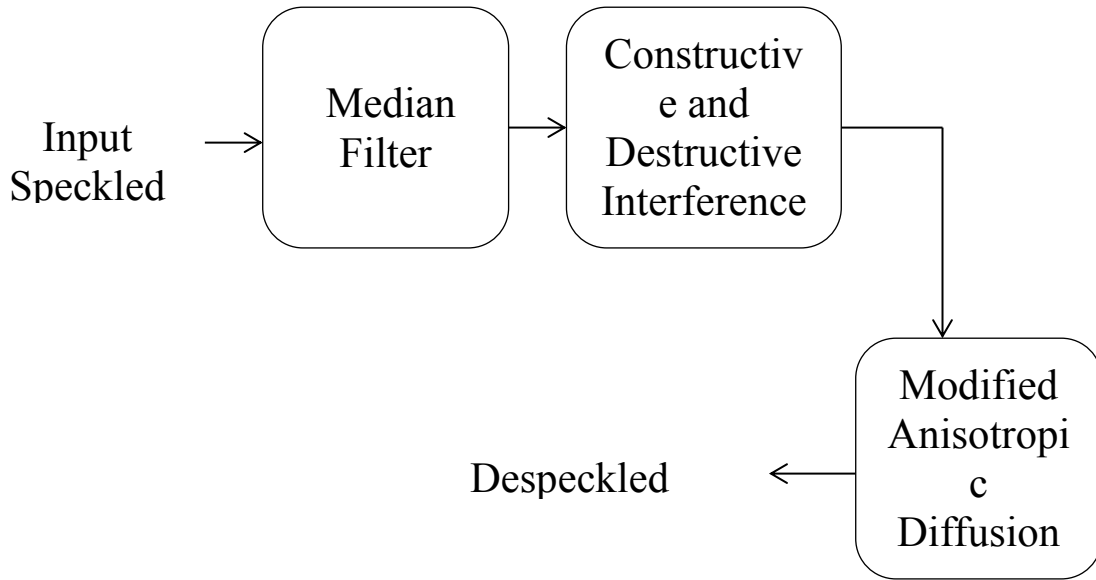 Input
Speckled
Median
Filter
Constructiv
e and
Destructive
Interference
Modified
Anisotropi
c
Diffusion
Despeckled